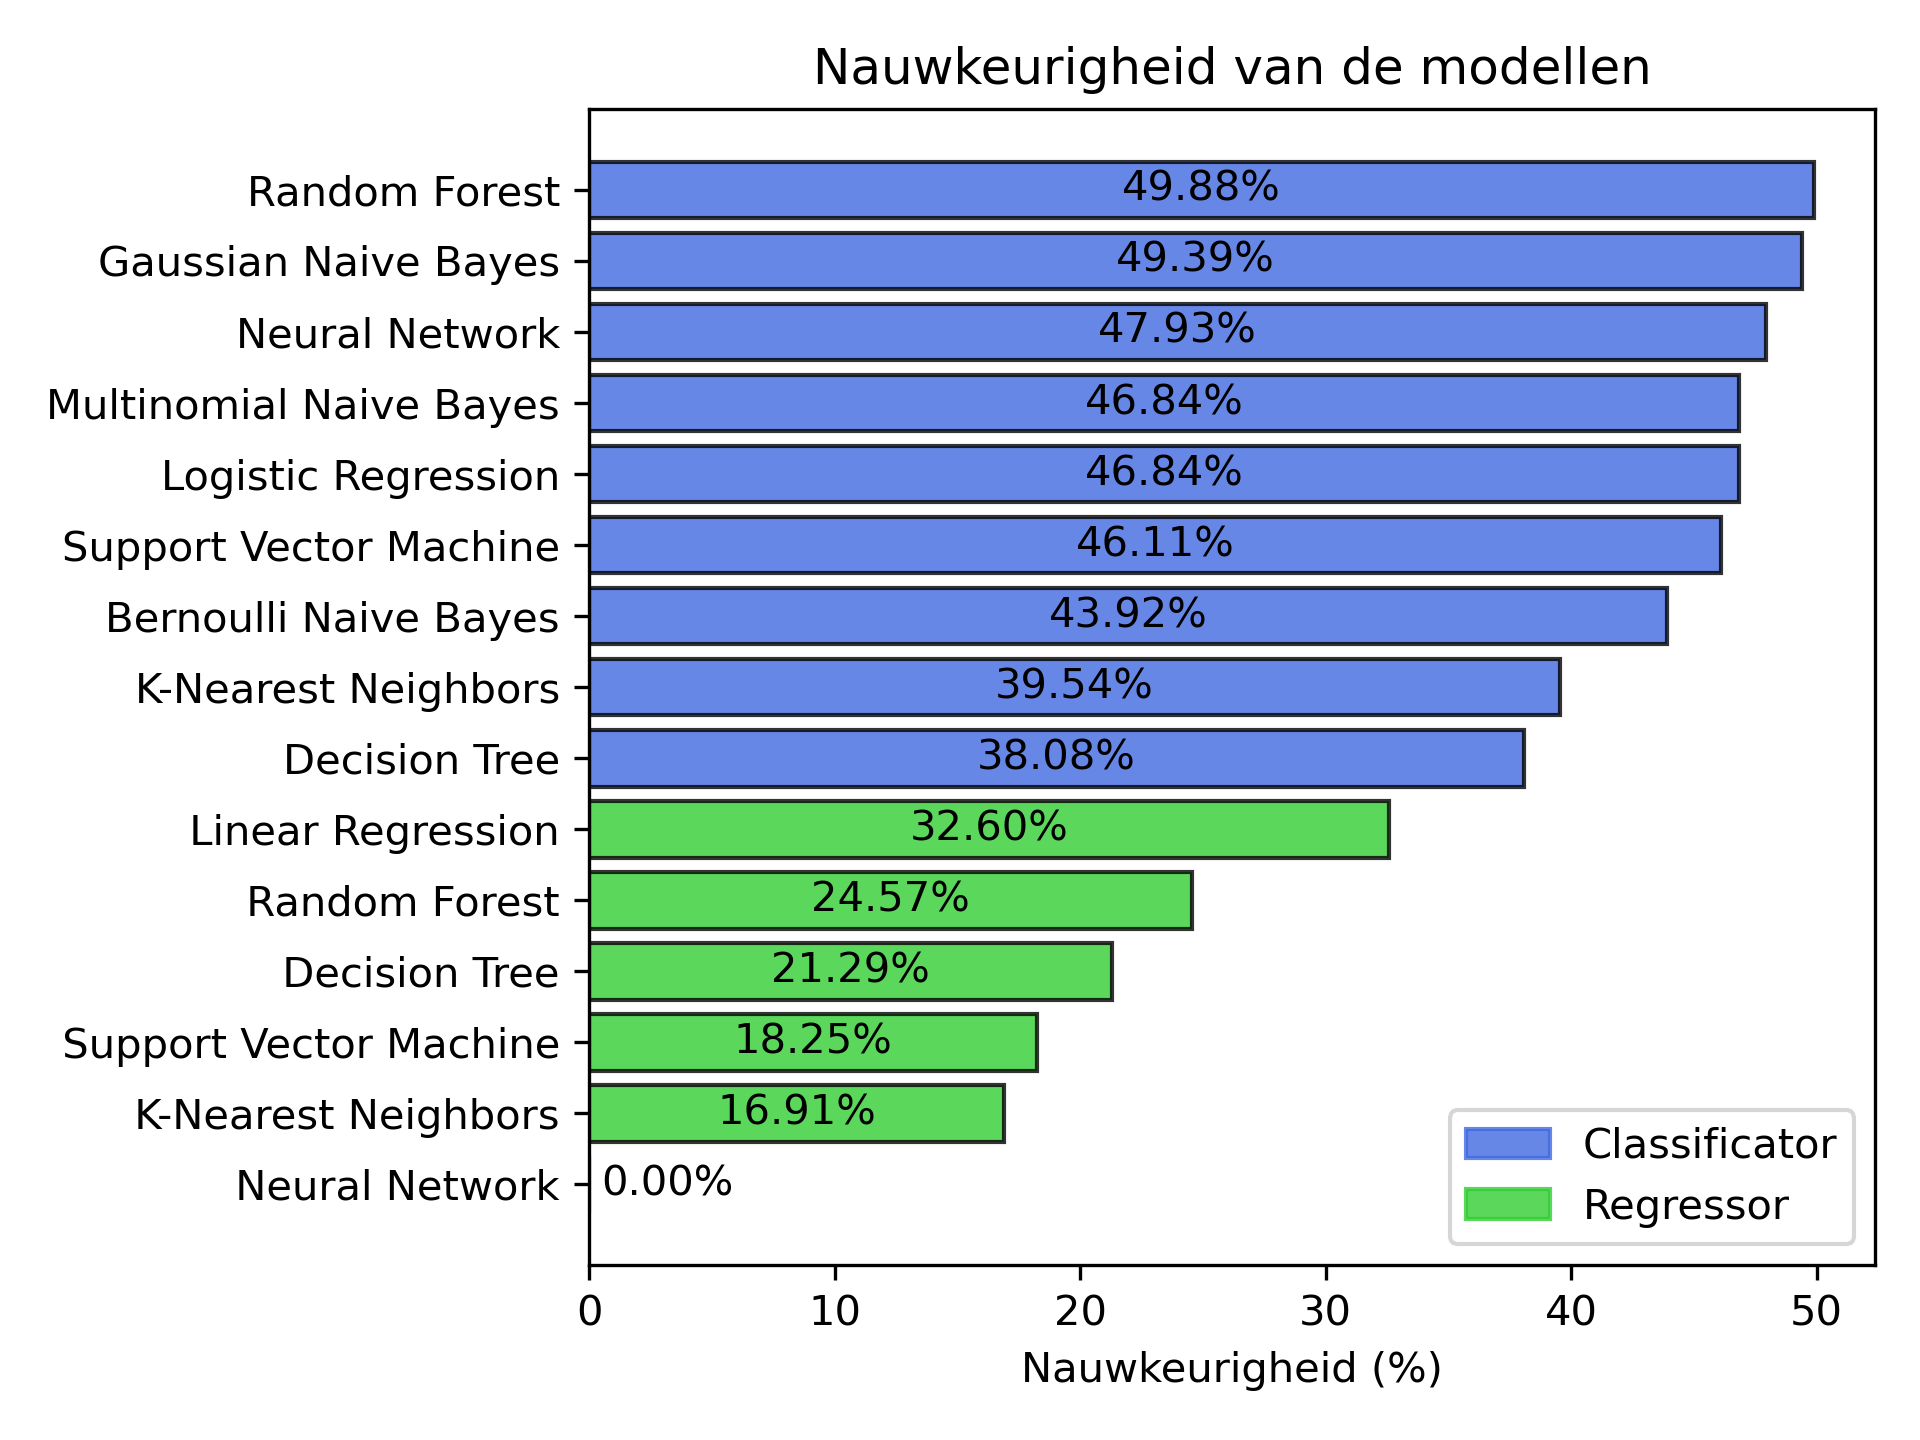 Nauwkeurigheid van de modellen
Random Forest 49.88%
Gaussian Naive Bayes 49.39%
Neural Network 47.93%
Multinomial Naive Bayes 46.84%
Logistic Regression 46.84%
Support Vector Machine 46.11%
Bernoulli Naive Bayes 43.92%
K-Nearest Neighbors 39.54%
Decision Tree 38.08%
Linear Regression 32.60%
Random Forest 24.57%
Decision Tree 21.29%
Support Vector Machine 18.25%
K-Nearest Neighbors 16.91%
Neural Network 0.00%
Classificator
Regressor
0 10 20 30 40 50
Nauwkeurigheid (%)